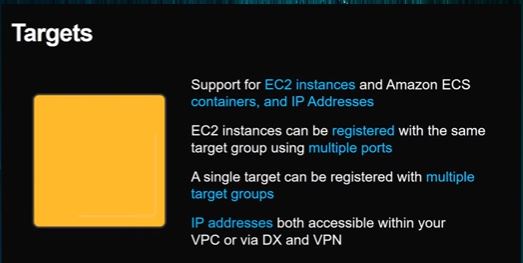 Targets
Support for EC2 instances and Amazon ECS
containers, and IP Addresses
EC2 instances can be registered with the same
target group using multiple ports
A single target can be registered with multiple
target groups
IP addresses both accessible within your
VPC or via DX and VPN